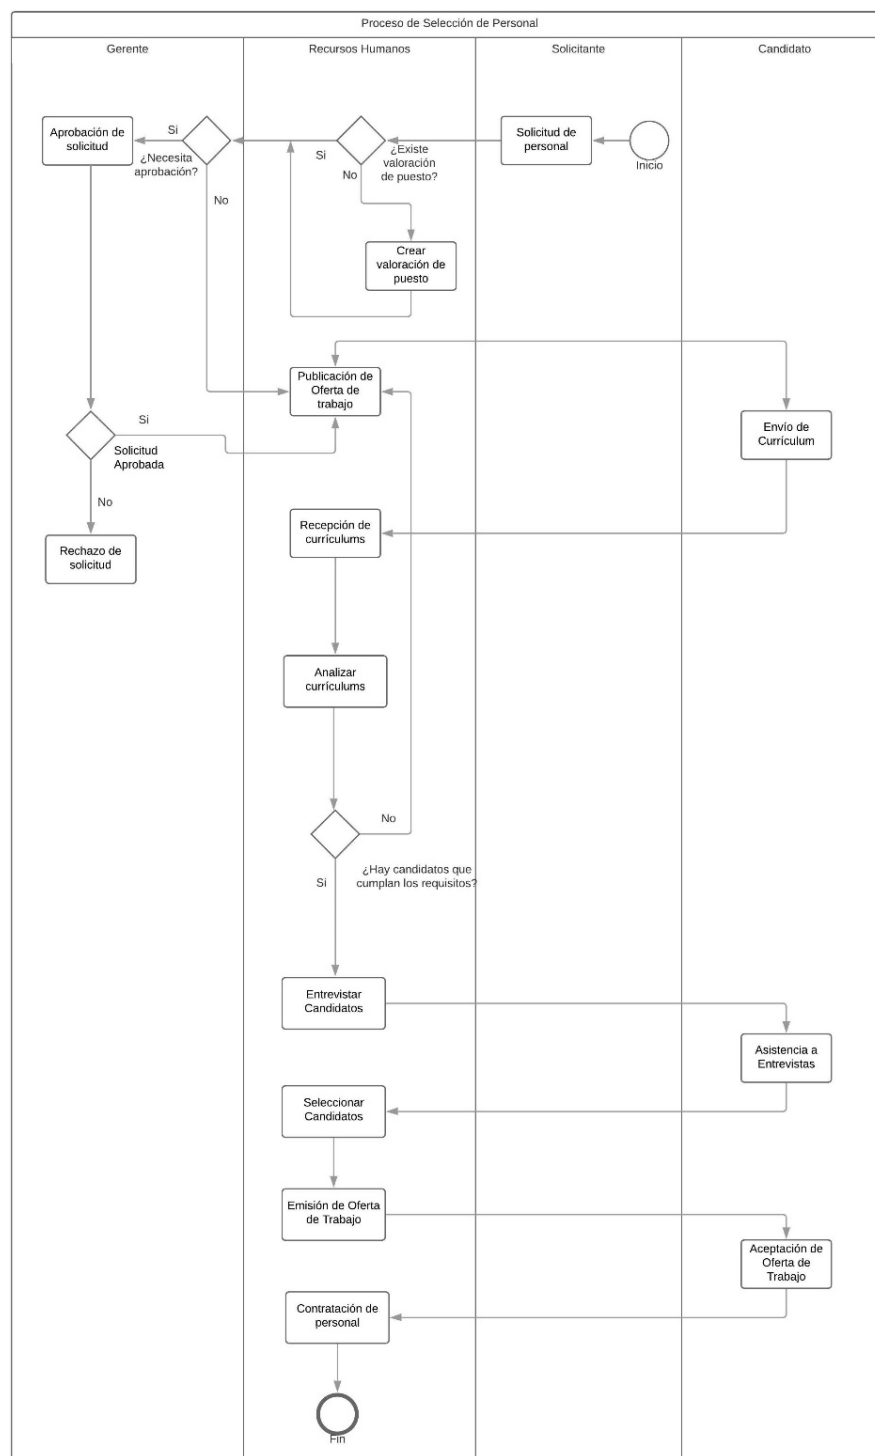 Proceso de Selección de Personal
Gerente
Recursos Humanos
Solicitante
Candidato
Aprobación de
solicitud
Si
¿Necesita
aprobación?
No
Si
¿Existe
valoración
de puesto?
No
Solicitud de
personal
Inicio
Crear
valoración de
puesto
Publicación de
Oferta de
trabajo
Si
Solicitud
Aprobada
No
Envío de
Currículum
Rechazo de
solicitud
Recepción de
currículums
Analizar
currículums
No
¿Hay candidatos que
cumplan los requisitos?
Si
Entrevistar
Candidatos
Asistencia a
Entrevistas
Seleccionar
Candidatos
Emisión de Oferta
de Trabajo
Aceptación de
Oferta de
Trabajo
Contratación de
personal
Fin